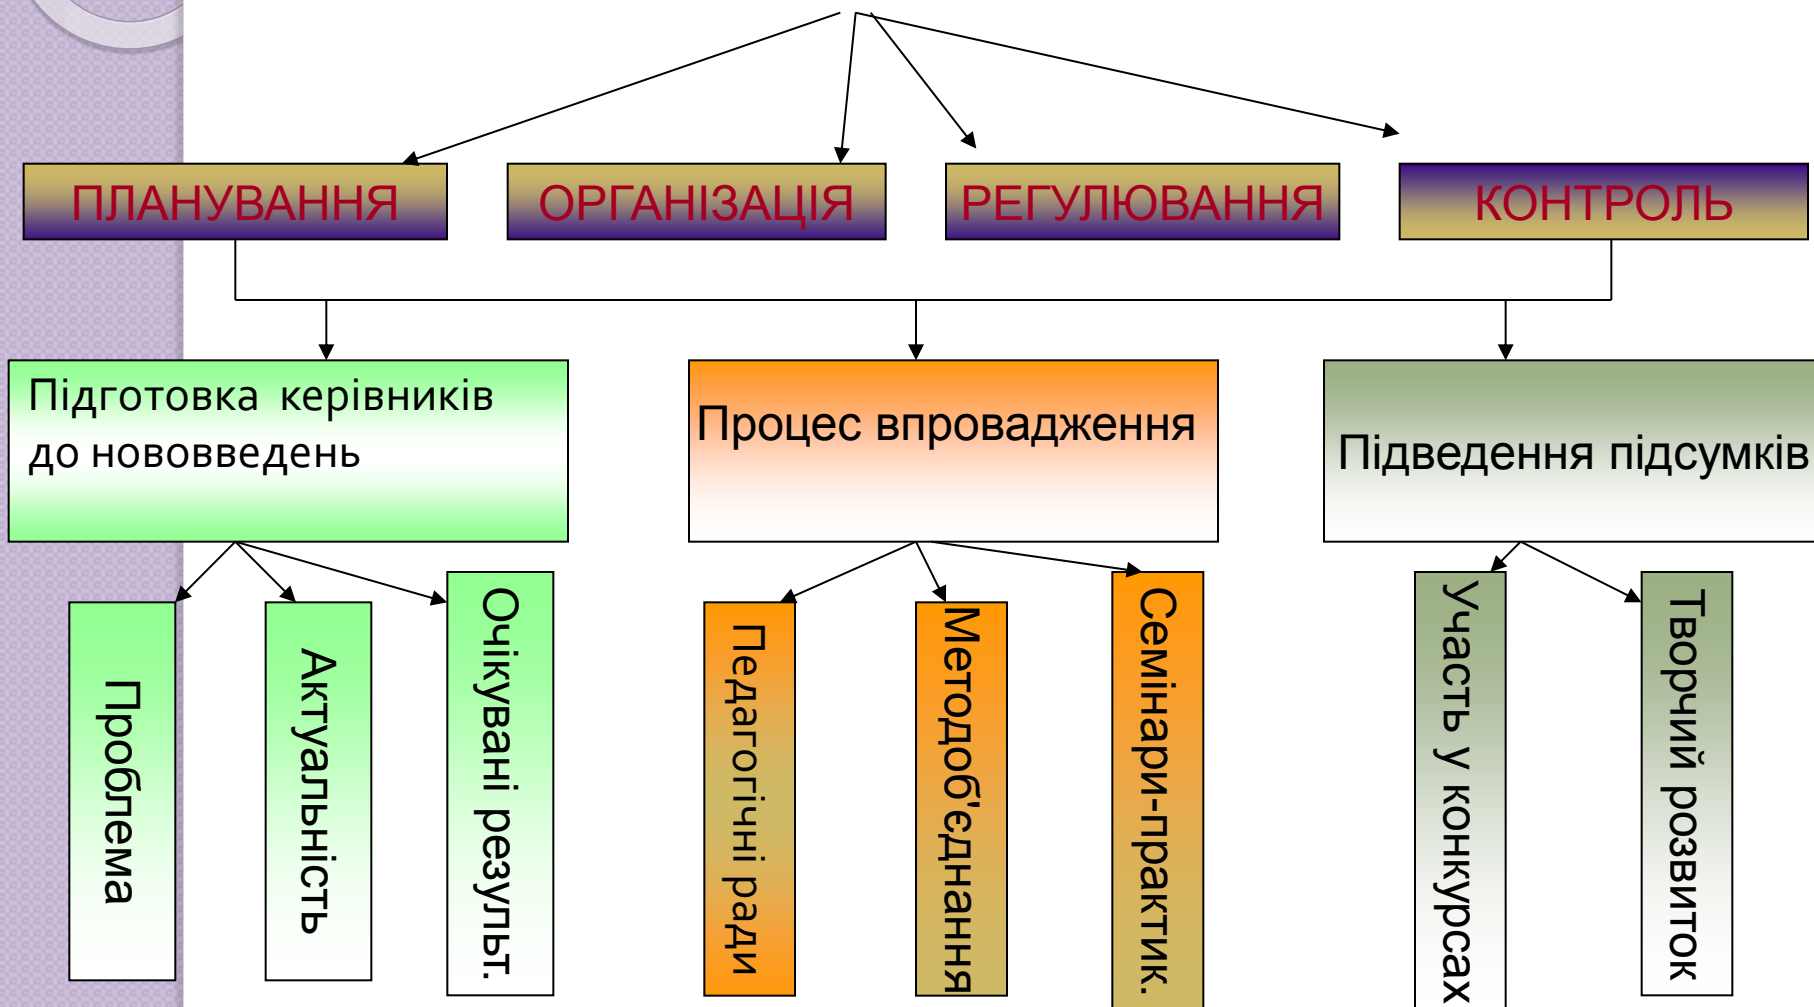 ПЛАНУВАННЯ
ОРГАНІЗАЦІЯ
РЕГУЛЮВАННЯ
КОНТРОЛЬ
Підготовка керівників
до нововведень
Процес впровадження
Підведення підсумків
Проблема
Актуальність
Очікувані результ.
Педагогічні ради
Методоб'єднання
Семінари-практик.
Участь у конкурсах
Творчий розвиток